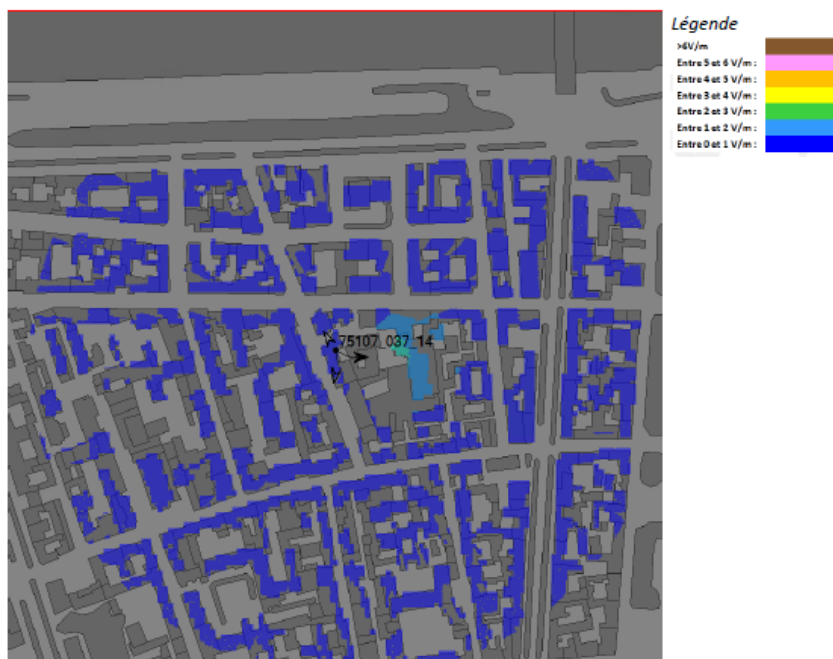 Légende
>6V/m
Entre 5 et 6 V/m :
Entre 4 et 5 V/m :
Entre 3 et 4 V/m :
Entre 2 et 3 V/m :
Entre 1 et 2 V/m :
Entre 0 et 1 V/m :
75107_037_14